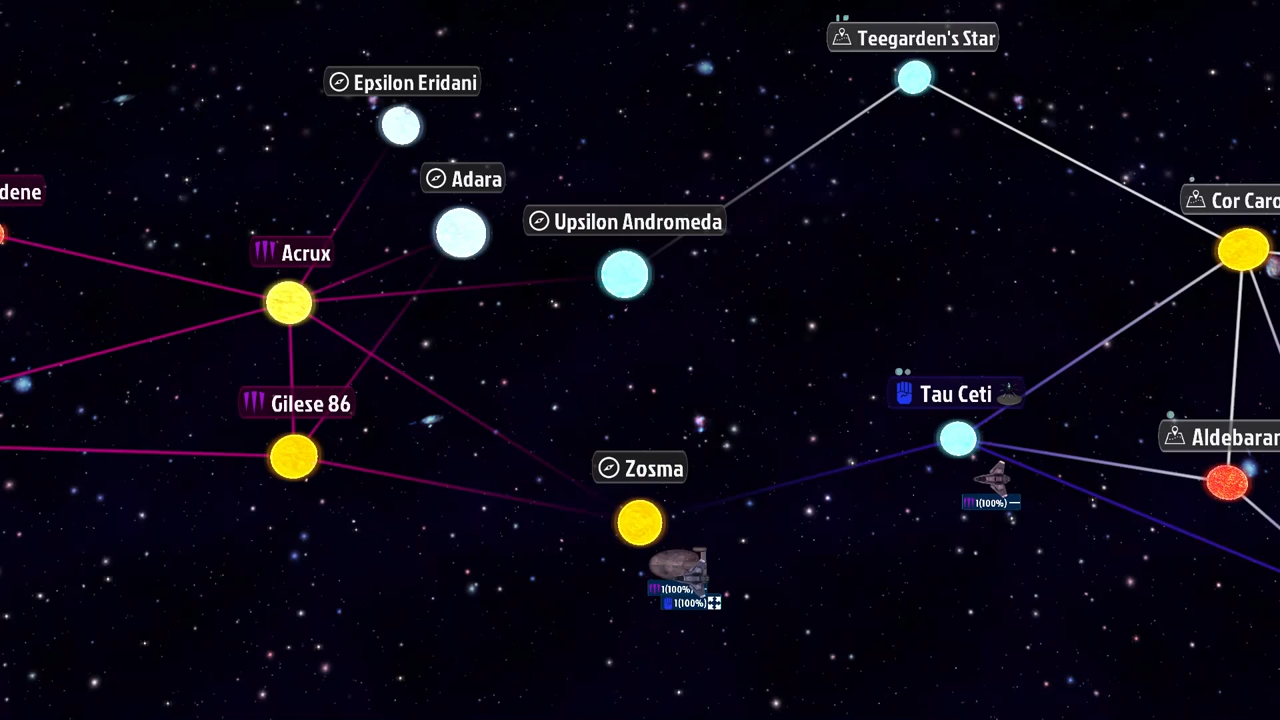 Teegarden's Star
Epsilon Eridani
Adara
dene
Cor Caro
Upsilon Andromeda
Acrux
Tau Ceti
Gilese 86
Aldebaran
Zosma
1(100%)
1(100%)
1(100%)